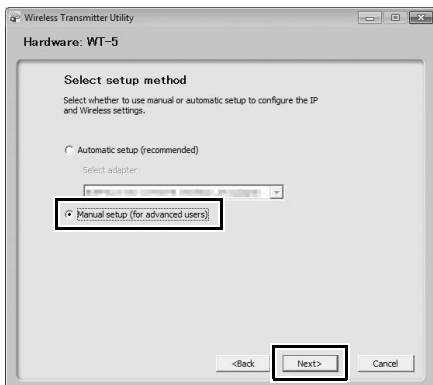 Wireless Transmitter Utility
Hardware: WT-5
Select setup method
Select whether to use manual or automatic setup to configure the IP
and Wireless settings.
Automatic setup (recommended)
Select adapter
Manual setup (for advanced users)
<Back
Next>
Cancel